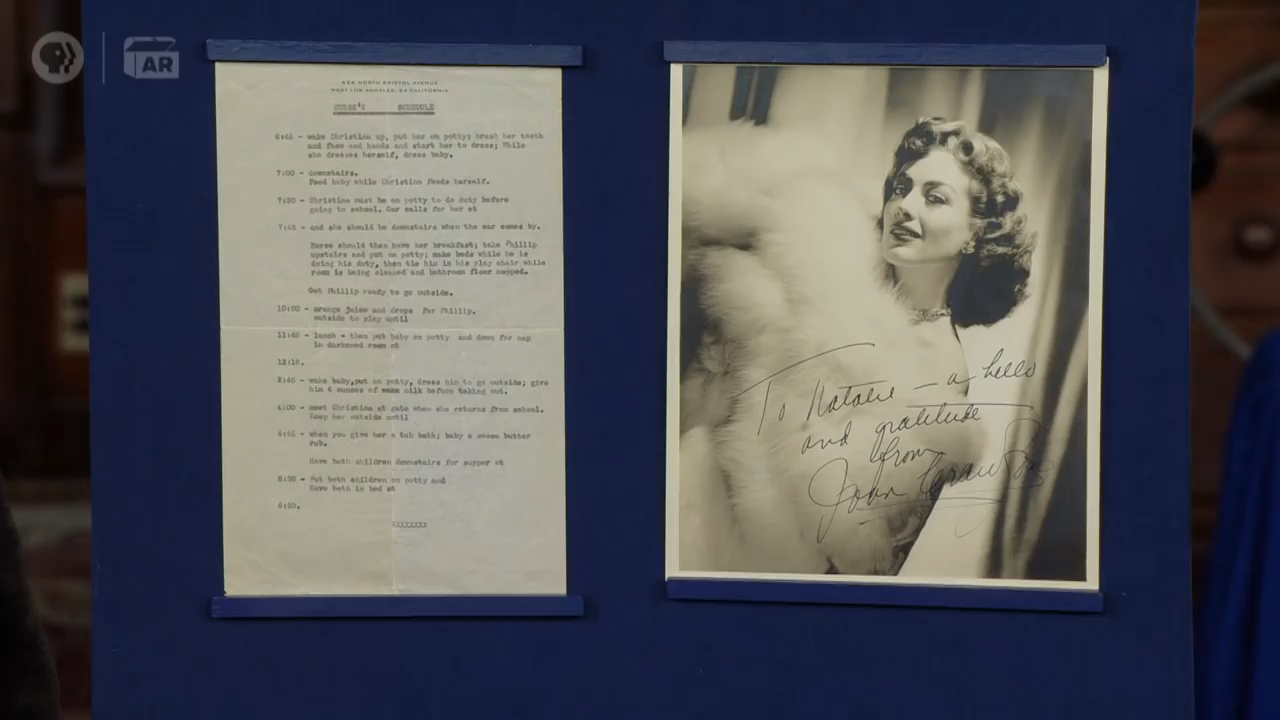 AR
426 NORTH BRISTOL AVENUE
WEST LOS ANGELES, 24 CALIFORNIA
NURSE'S SCHEDULE
6:45 - wake Christina up, put her on potty; brush her teeth
and face and hands and start her to dress; While
she dresses herself, dress baby.
7:00 - downstairs.
Feed baby while Christina feeds herself.
7:30 - Christina must be on potty to do duty before
going to school. Car calls for her at
7:45 - and she should be downstairs when the car comes by.
Nurse should then have her breakfast; take Phillip
upstairs and put on potty; make beds while he is
doing his duty, then tie him in his play chair while
room is being cleaned and bathroom floor mopped.
Get Phillip ready to go outside.
10:00 - orange juice and drops for Phillip.
outside to play until
11:45 - lunch - then put baby on potty and down for nap
in darkened room at
12:15.
2:45 - wake baby, put on potty, dress him to go outside; give
him 4 ounces of warm milk before taking out.
4:00 - meet Christina at gate when she returns from school.
Keep her outside until
4:45 - when you give her a tub bath; baby a cocoa butter
rub.
Have both children downstairs for supper at
5:30 - Put both children on potty and
Have both in bed at
6:30.
XXXXXXXX
To Natalie - a hello
and gratitude
from
Joan Crawford